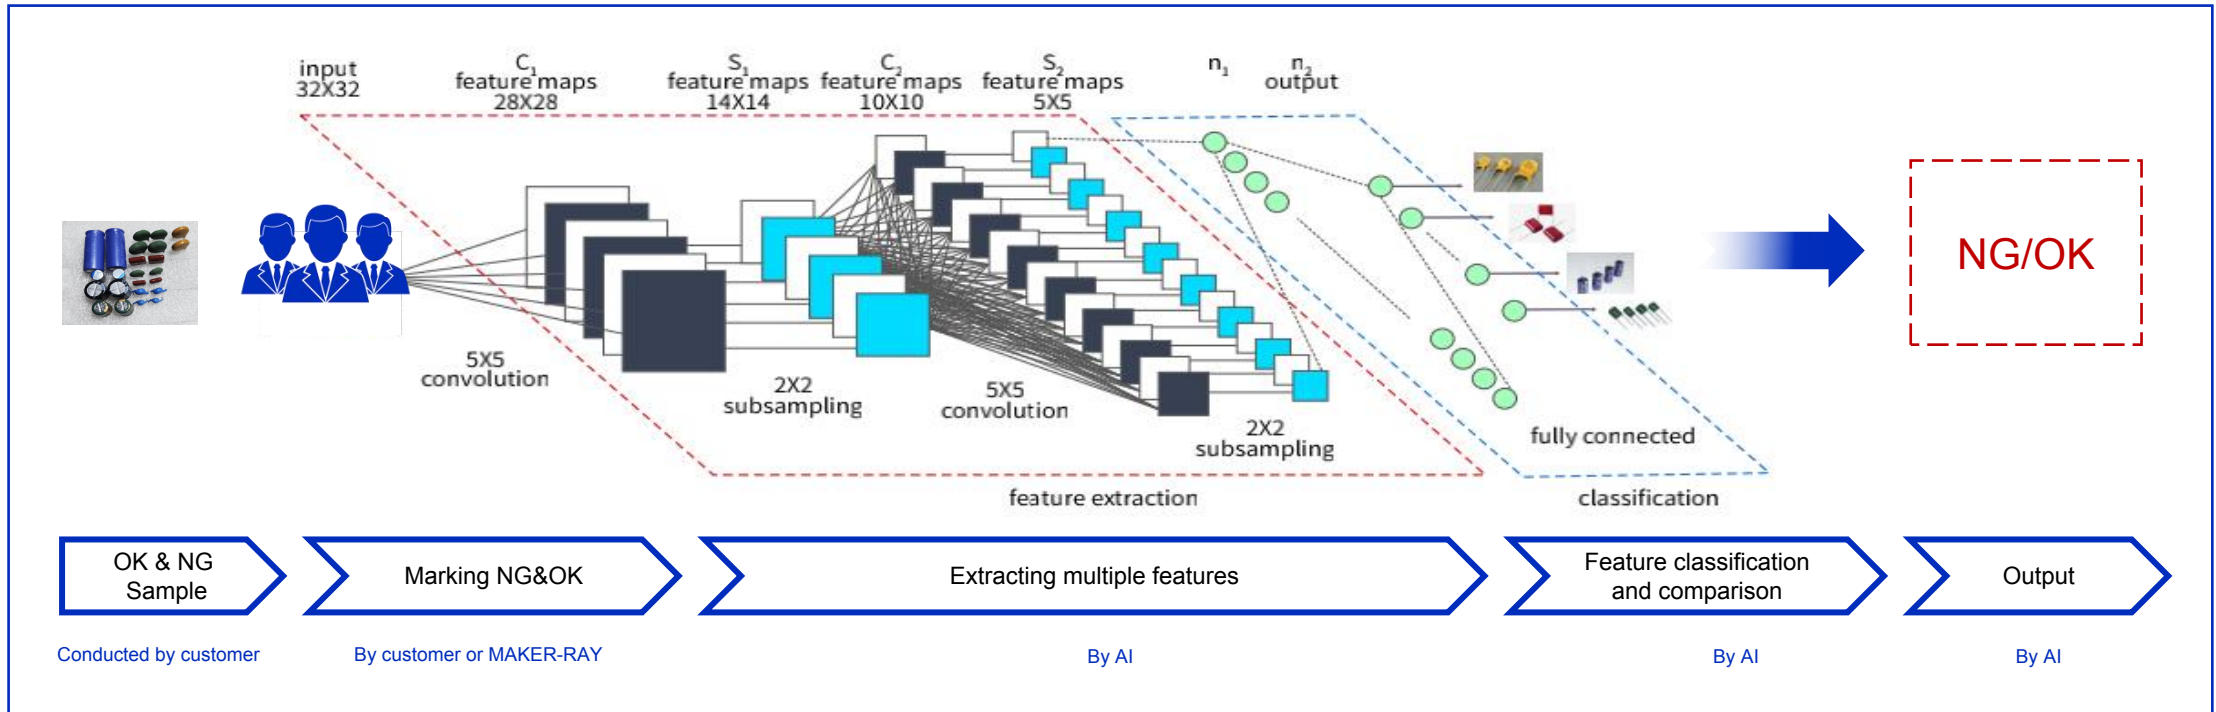 input
32X32
C1
feature maps
28X28
S1
feature maps
14X14
C2
feature maps
10X10
S2
feature maps
5X5
n1
n2
output
5X5
convolution
2X2
subsampling
5X5
convolution
2X2
subsampling
fully connected
feature extraction
classification
NG/OK
OK & NG
Sample
Marking NG&OK
Extracting multiple features
Feature classification
and comparison
Output
Conducted by customer
By customer or MAKER-RAY
By AI
By AI
By AI